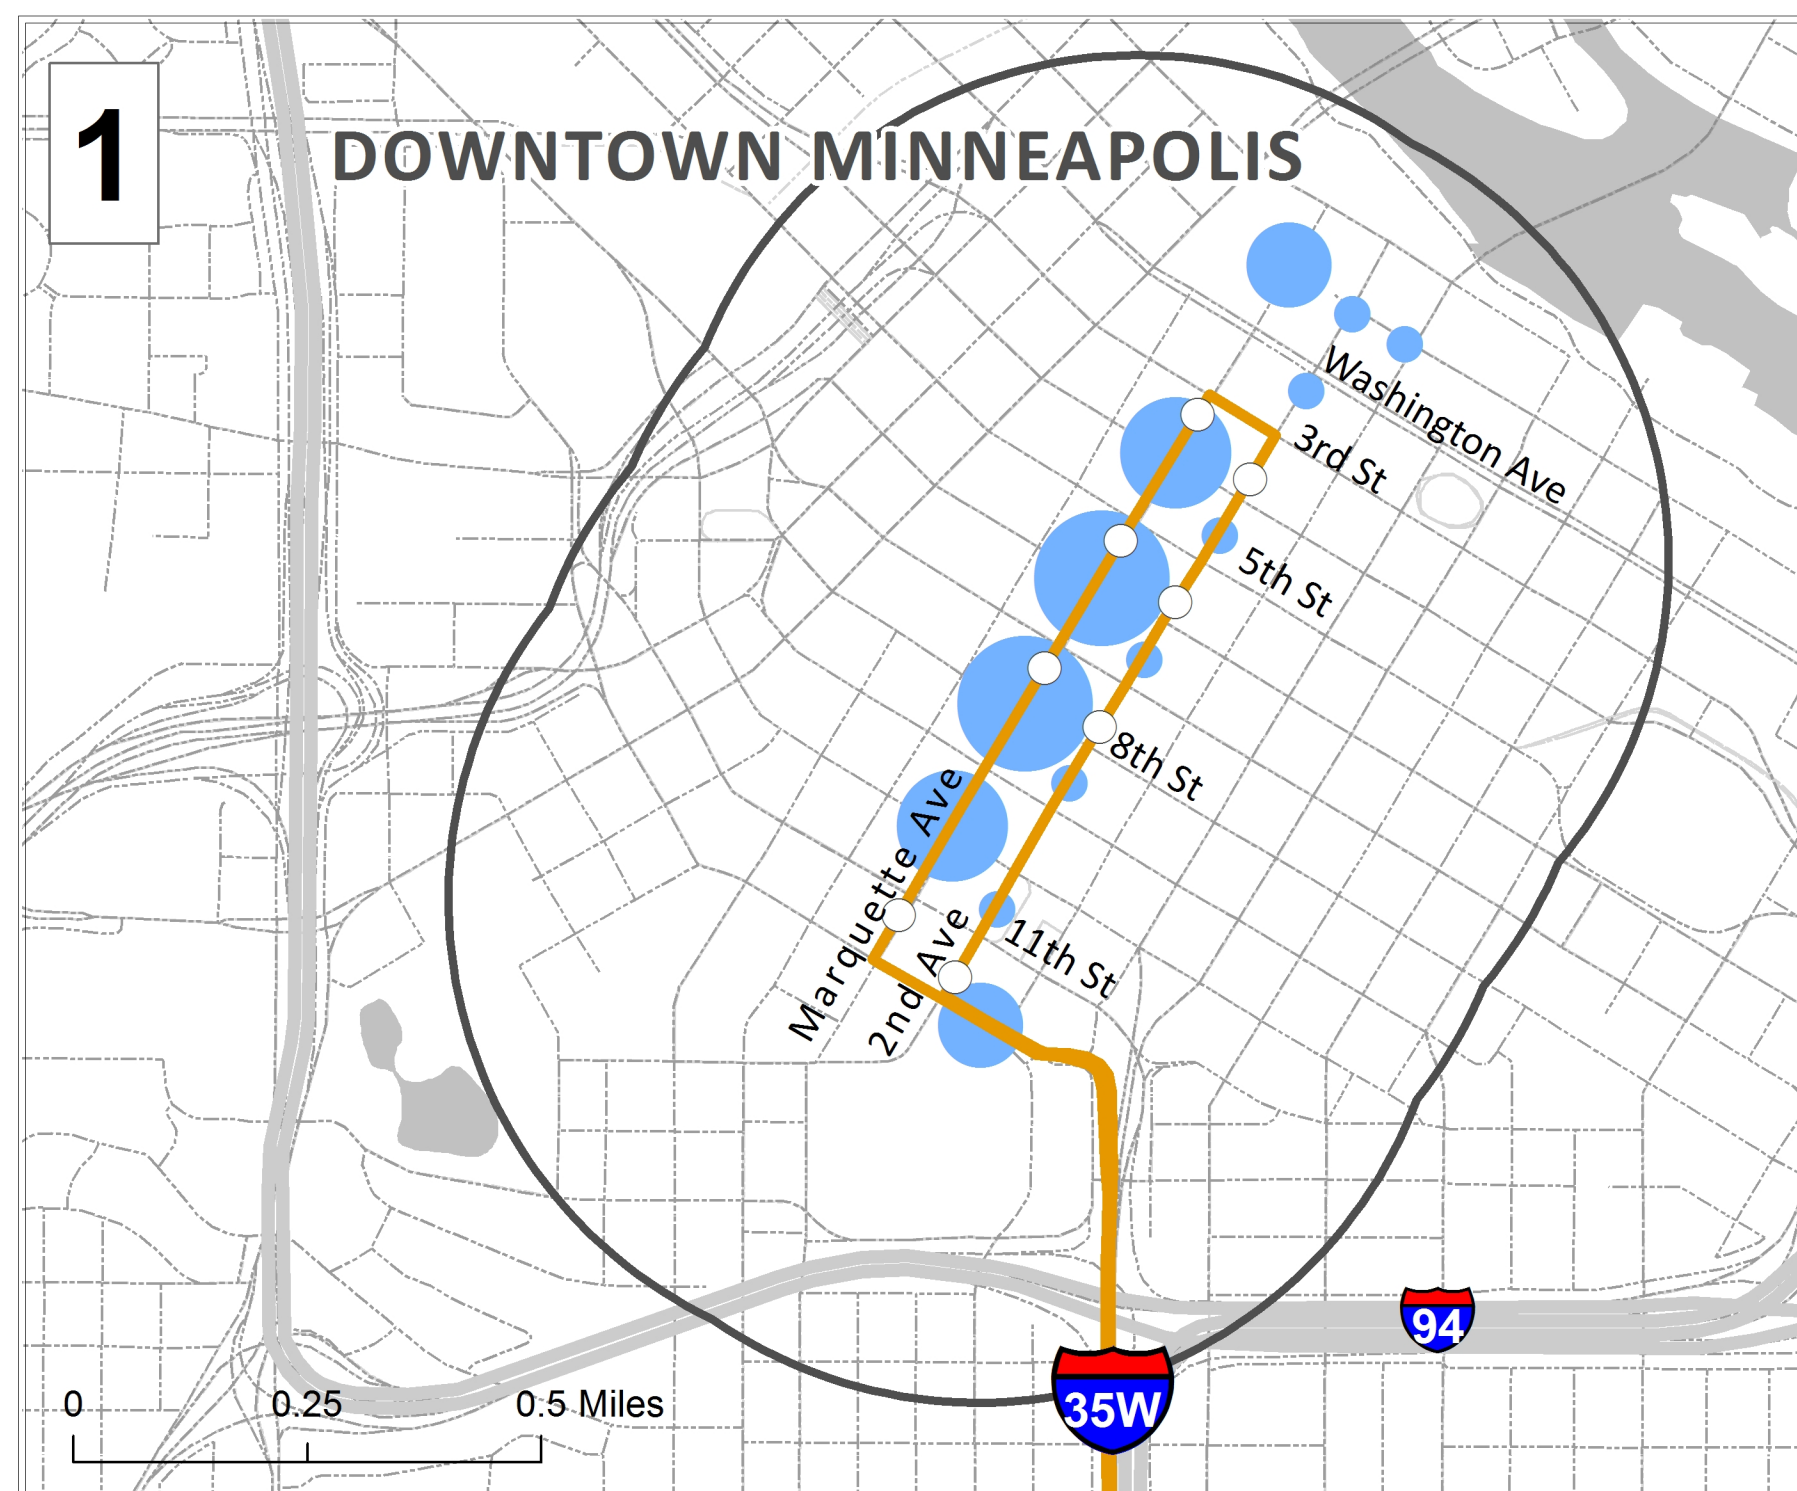 1
DOWNTOWN MINNEAPOLIS
Washington Ave
3rd St
5th St
8th St
Marquette Ave
2nd Ave
11th St
94
35W
0 0.25 0.5 Miles